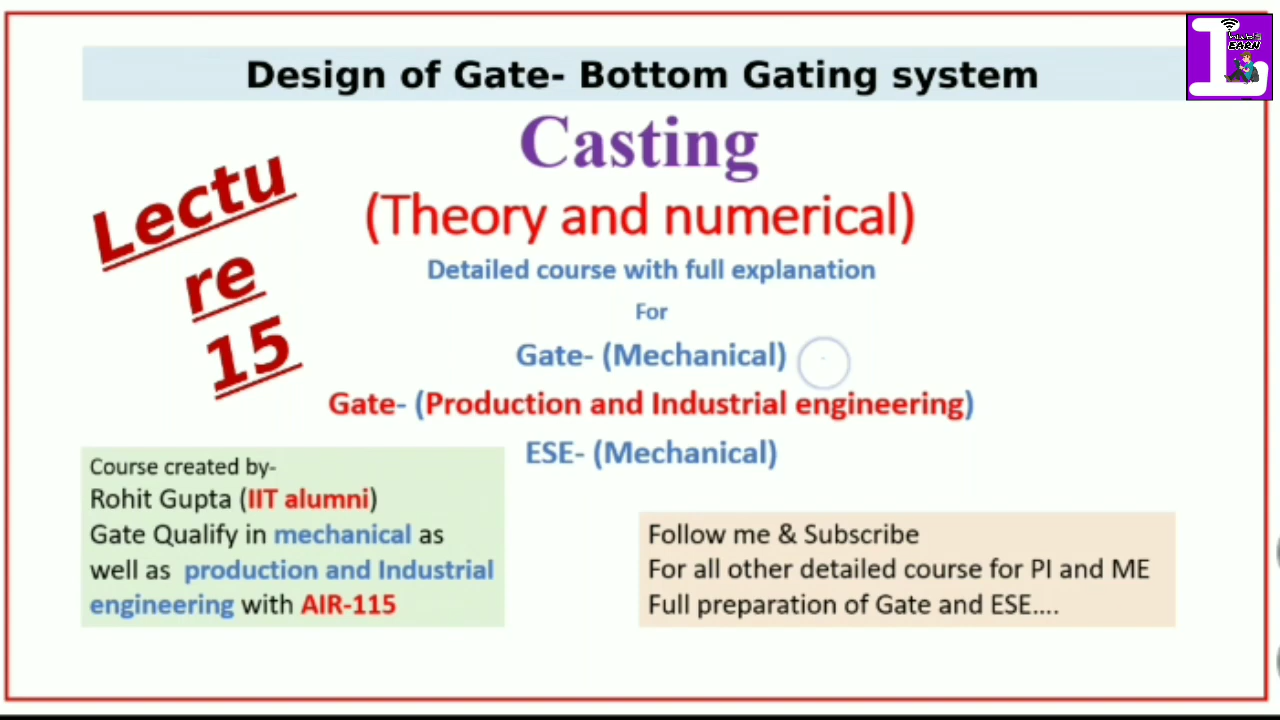 Design of Gate- Bottom Gating system
Casting
(Theory and numerical)
Lectu
re
15
Detailed course with full explanation
For
Gate- (Mechanical)
Gate- (Production and Industrial engineering)
ESE- (Mechanical)
Course created by-
Rohit Gupta (IIT alumni)
Gate Qualify in mechanical as
well as production and Industrial
engineering with AIR-115
Follow me & Subscribe
For all other detailed course for PI and ME
Full preparation of Gate and ESE....
L
EARN